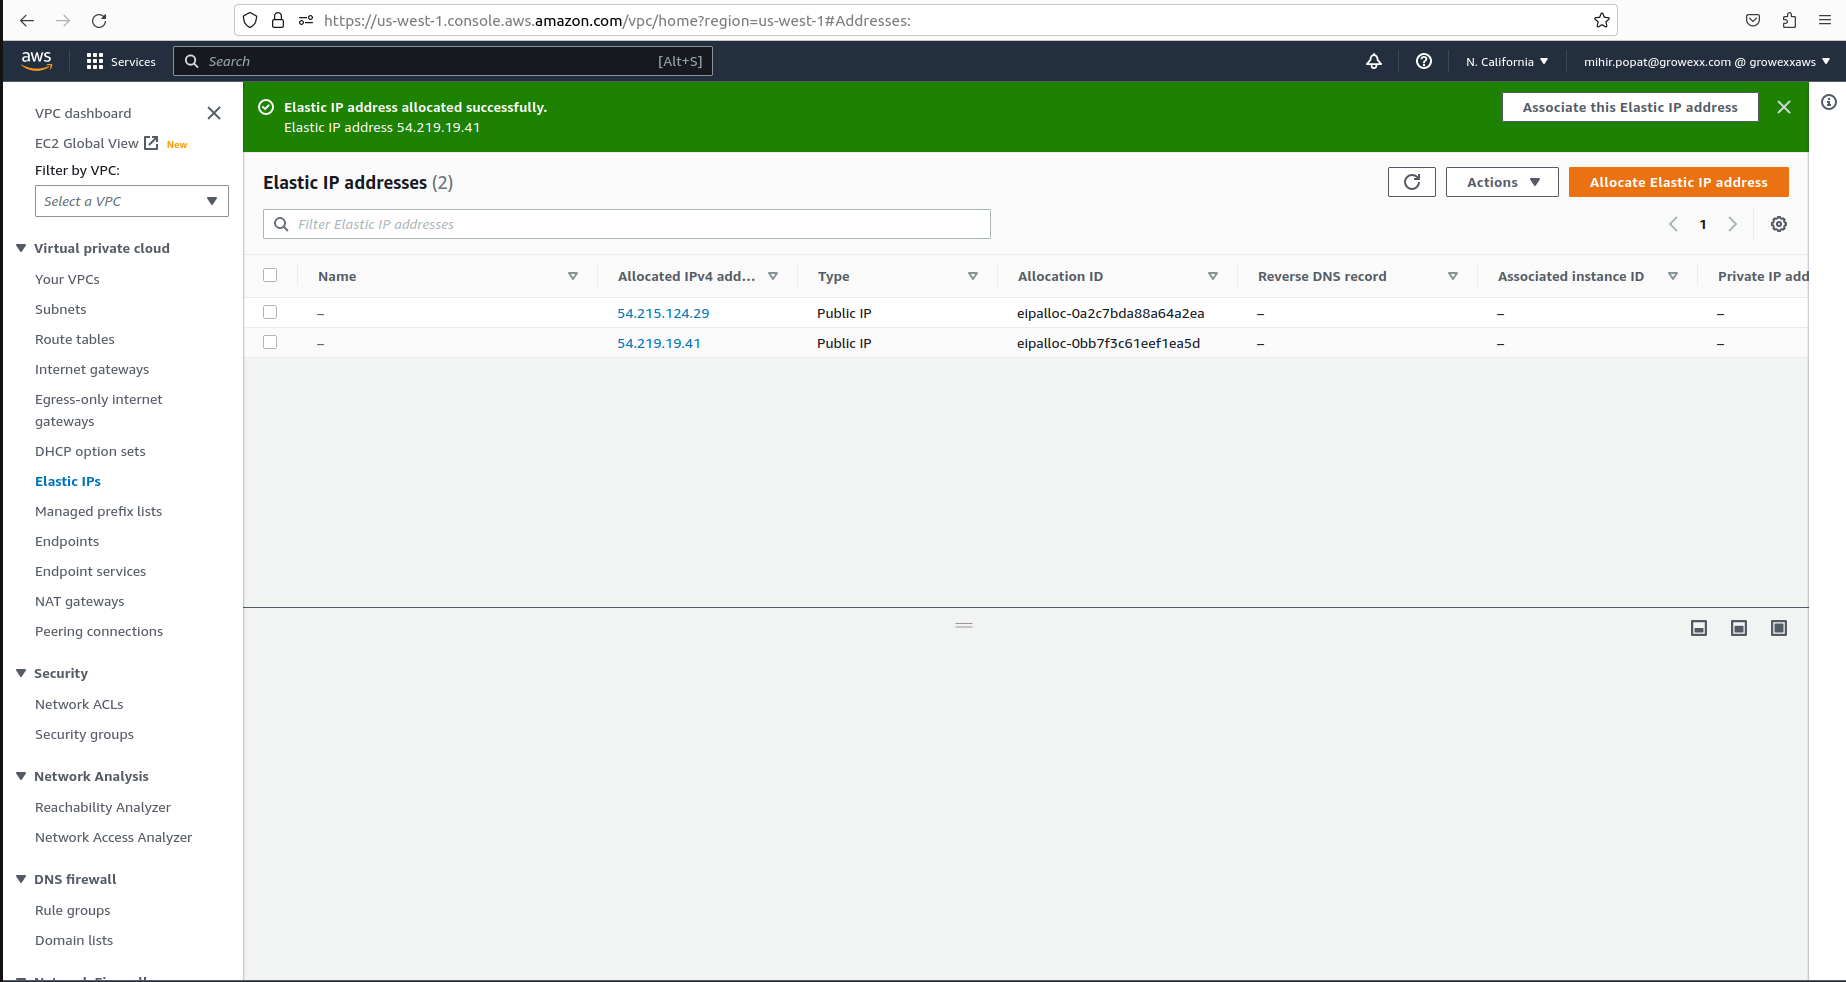 https://us-west-1.console.aws.amazon.com/vpc/home?region=us-west-1#Addresses:
aws
Services
Search
[Alt+S]
N. California
mihir.popat@growexx.com @ growexxaws
VPC dashboard
EC2 Global View
New
Filter by VPC:
Select a VPC
Virtual private cloud
Your VPCs
Subnets
Route tables
Internet gateways
Egress-only internet
gateways
DHCP option sets
Elastic IPs
Managed prefix lists
Endpoints
Endpoint services
NAT gateways
Peering connections
Security
Network ACLs
Security groups
Network Analysis
Reachability Analyzer
Network Access Analyzer
DNS firewall
Rule groups
Domain lists
Elastic IP address allocated successfully.
Elastic IP address 54.219.19.41
Associate this Elastic IP address
Elastic IP addresses (2)
Actions
Allocate Elastic IP address
Filter Elastic IP addresses
1
Name Allocated IPv4 add... Type Allocation ID Reverse DNS record Associated instance ID Private IP add
– 54.215.124.29 Public IP eipalloc-0a2c7bda88a64a2ea – – –
– 54.219.19.41 Public IP eipalloc-0bb7f3c61eef1ea5d – – –